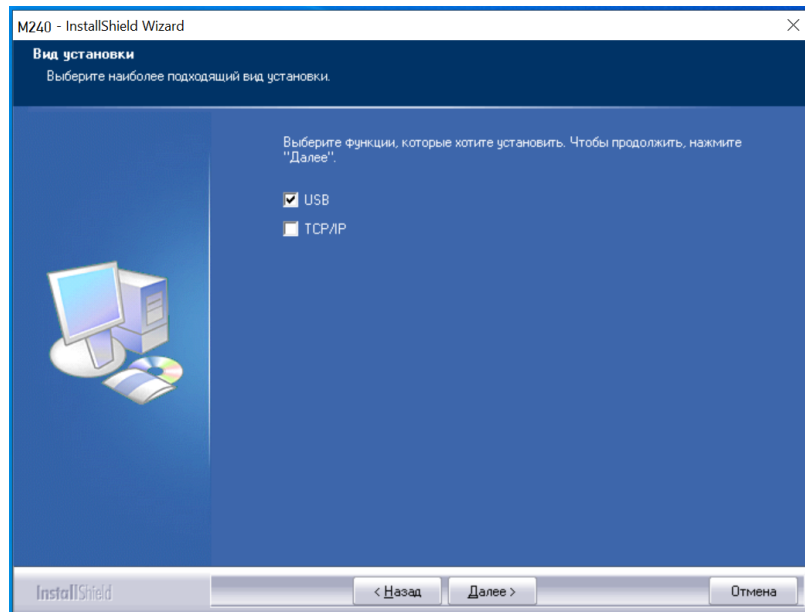 M240 - InstallShield Wizard
Вид установки
Выберите наиболее подходящий вид установки.
Выберите функции, которые хотите установить. Чтобы продолжить, нажмите
"Далее".
USB
TCP/IP
InstallShield
< Назад
Далее >
Отмена